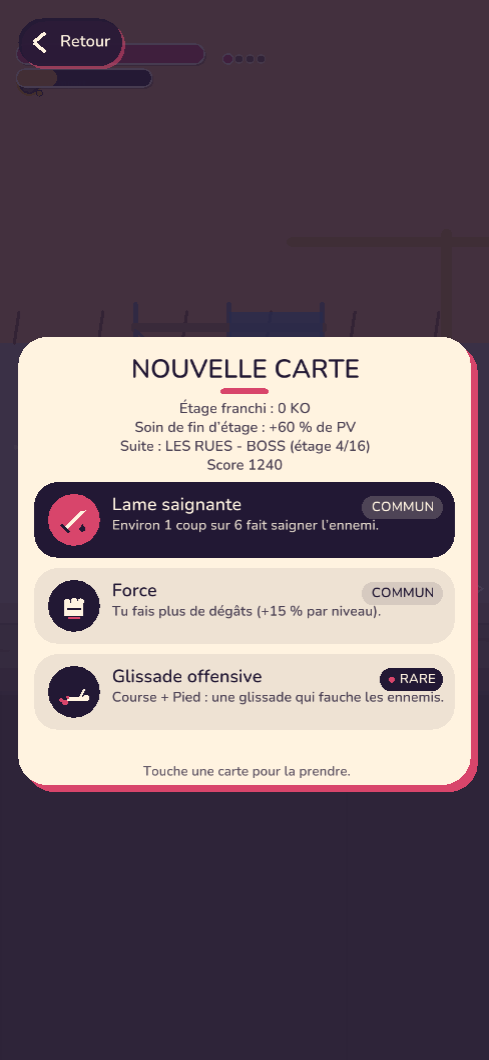 Retour
NOUVELLE CARTE
Étage franchi : 0 KO
Soin de fin d'étage : +60 % de PV
Suite : LES RUES - BOSS (étage 4/16)
Score 1240
Lame saignante
COMMUN
Environ 1 coup sur 6 fait saigner l'ennemi.
Force
COMMUN
Tu fais plus de dégâts (+15 % par niveau).
Glissade offensive
RARE
Course + Pied : une glissade qui fauche les ennemis.
Touche une carte pour la prendre.